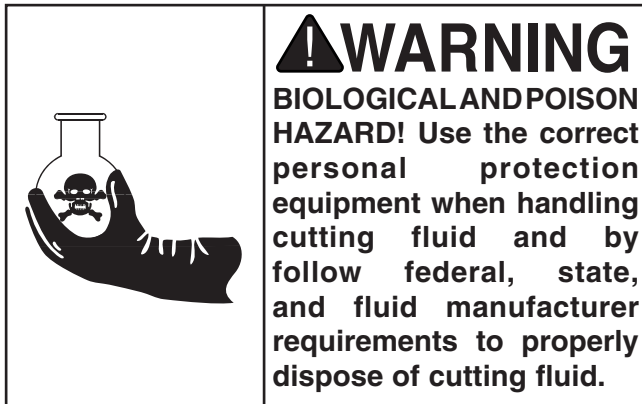 WARNING
BIOLOGICAL AND POISON
HAZARD! Use the correct
personal protection
equipment when handling
cutting fluid and by
follow federal, state,
and fluid manufacturer
requirements to properly
dispose of cutting fluid.